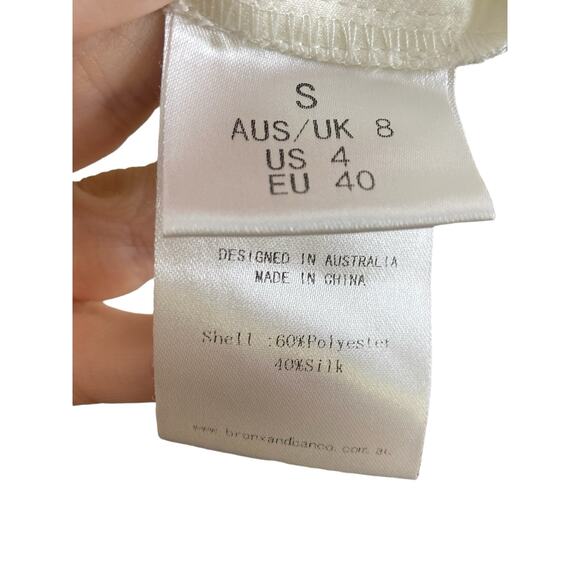 S
AUS/UK 8
US 4
EU 40
DESIGNED IN AUSTRALIA
MADE IN CHINA
Shell :60%Polyester
40%Silk
www.bronxandbanco.com.au